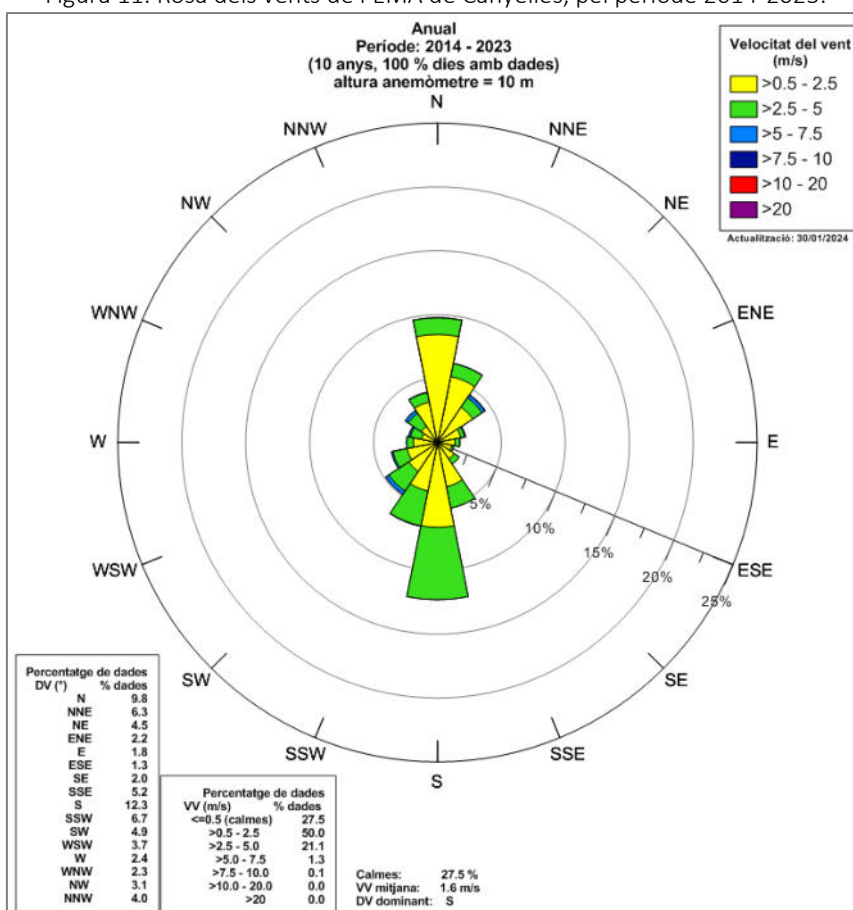 Figura 11. Rosa dels vents de l'EMA de Canyelles, pel període 2014-2023.
Anual
Període: 2014 - 2023
(10 anys, 100 % dies amb dades)
altura anemòmetre = 10 m
Velocitat del vent
(m/s)
>0.5 - 2.5
>2.5 - 5
>5 - 7.5
>7.5 - 10
>10 - 20
>20
Actualització: 30/01/2024
N
NNE
NE
ENE
E
ESE
SE
SSE
S
SSW
SW
WSW
W
WNW
NW
NNW
5%
10%
15%
20%
25%
Percentatge de dades
DV (°) % dades
N 9.8
NNE 6.3
NE 4.5
ENE 2.2
E 1.8
ESE 1.3
SE 2.0
SSE 5.2
S 12.3
SSW 6.7
SW 4.9
WSW 3.7
W 2.4
WNW 2.3
NW 3.1
NNW 4.0
Percentatge de dades
VV (m/s) % dades
<=0.5 (calmes) 27.5
>0.5 - 2.5 50.0
>2.5 - 5.0 21.1
>5.0 - 7.5 1.3
>7.5 - 10.0 0.1
>10.0 - 20.0 0.0
>20 0.0
Calmes: 27.5 %
VV mitjana: 1.6 m/s
DV dominant: S